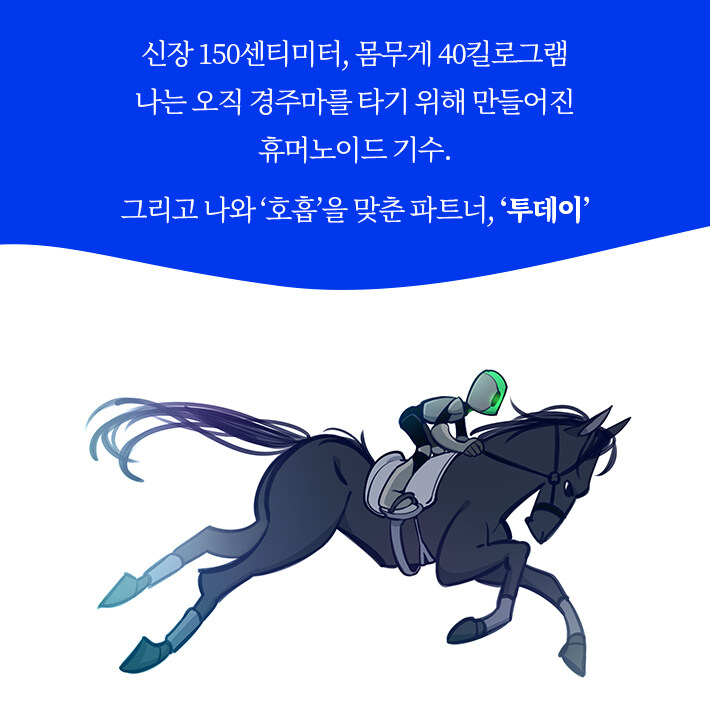 신장 150센티미터, 몸무게 40킬로그램
나는 오직 경주마를 타기 위해 만들어진
휴머노이드 기수.
그리고 나와 ‘호흡’을 맞춘 파트너, ‘투데이’